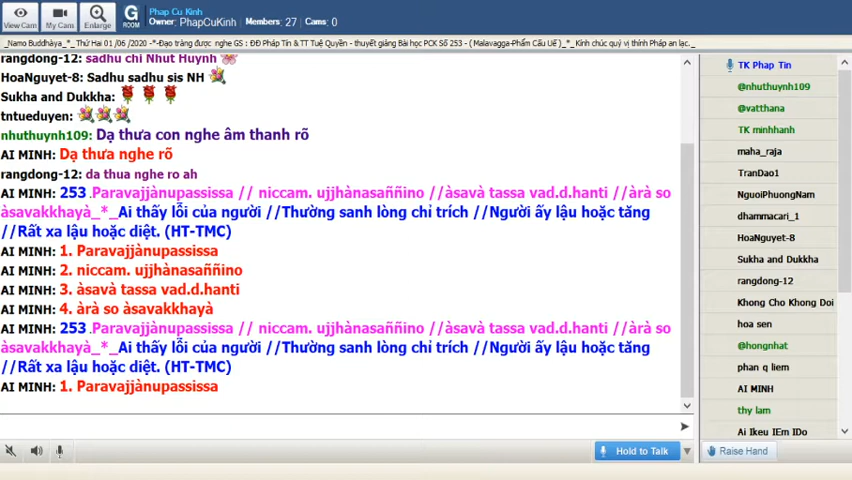 Phap Cu Kinh
Owner: PhapCuKinh Members: 27 Cams: 0
View Cam
My Cams
Enlarge
G
ROOM
_Namo Buddhàya_*_ Thứ Hai 01 /06 /2020 -*-Đạo tràng được nghe GS : ĐĐ Pháp Tín & TT Tuệ Quyền - thuyết giảng Bài học PCK Số 253 - ( Malavagga-Phẩm Cấu Uế )_*_ Kính chúc quý vị thính Pháp an lạc._
rangdong-12: sadhu chi Nhut Huynh
HoaNguyet-8: Sadhu sadhu sis NH
Sukha and Dukkha:
tntueduyen:
nhuthuynh109: Dạ thưa con nghe âm thanh rõ
AI MINH: Dạ thưa nghe rõ
rangdong-12: da thua nghe ro ah
AI MINH: 253 .Paravajjànupassissa // niccam. ujjhànasaññino //àsavà tassa vad.d.hanti //àrà so
àsavakkhayà_*_Ai thấy lỗi của người //Thường sanh lòng chỉ trích //Người ấy lậu hoặc tăng
//Rất xa lậu hoặc diệt. (HT-TMC)
AI MINH: 1. Paravajjànupassissa
AI MINH: 2. niccam. ujjhànasaññino
AI MINH: 3. àsavà tassa vad.d.hanti
AI MINH: 4. àrà so àsavakkhayà
AI MINH: 253 .Paravajjànupassissa // niccam. ujjhànasaññino //àsavà tassa vad.d.hanti //àrà so
àsavakkhayà_*_Ai thấy lỗi của người //Thường sanh lòng chỉ trích //Người ấy lậu hoặc tăng
//Rất xa lậu hoặc diệt. (HT-TMC)
AI MINH: 1. Paravajjànupassissa
Hold to Talk
TK Phap Tin
@nhuthuynh109
@vatthana
TK minhhanh
maha_raja
TranDao1
NguoiPhuongNam
dhammacari_1
HoaNguyet-8
Sukha and Dukkha
rangdong-12
Khong Cho Khong Doi
hoa sen
@hongnhat
phan q liem
AI MINH
thy lam
Ai Ikeu IEm IDo
Raise Hand